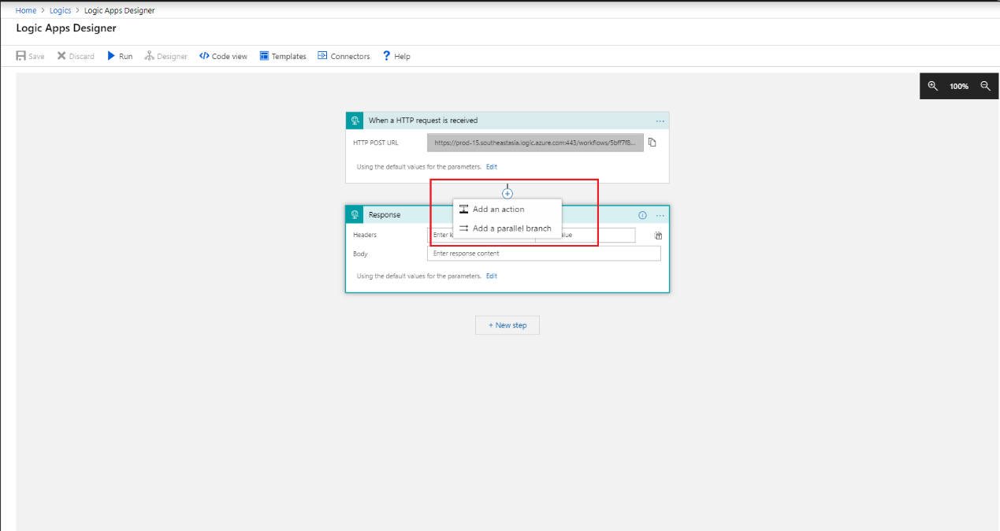 Home > Logics > Logic Apps Designer
Logic Apps Designer
Save Discard Run Designer </> Code view Templates Connectors ? Help
100%
When a HTTP request is received ...
HTTP POST URL https://prod-15.southeastasia.logic.azure.com:443/workflows/5bff7f8...
Using the default values for the parameters. Edit
Add an action
Response ...
Add a parallel branch
Headers Enter
Body Enter response content
Using the default values for the parameters. Edit
+ New step